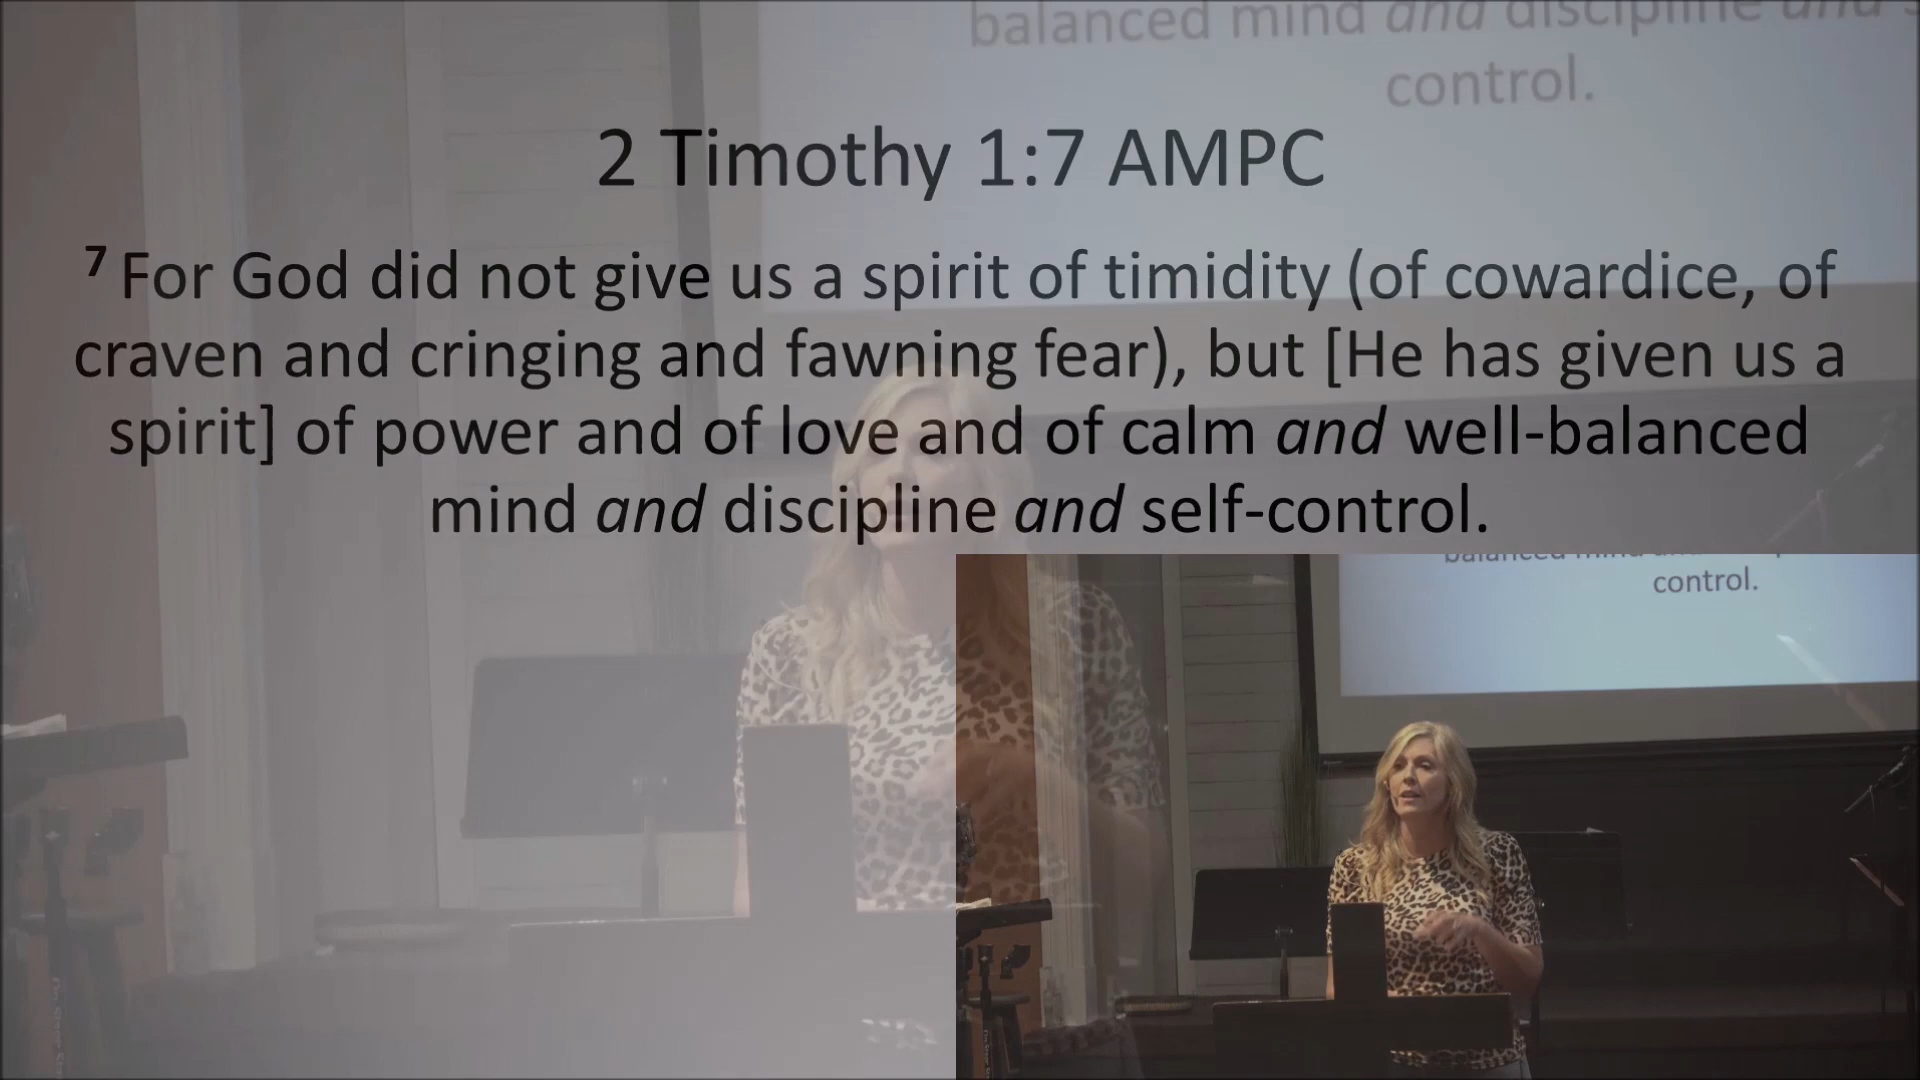 balanced mind and discipline and
control.
2 Timothy 1:7 AMPC
7 For God did not give us a spirit of timidity (of cowardice, of
craven and cringing and fawning fear), but [He has given us a
spirit] of power and of love and of calm and well-balanced
mind and discipline and self-control.
balanced mind
control.